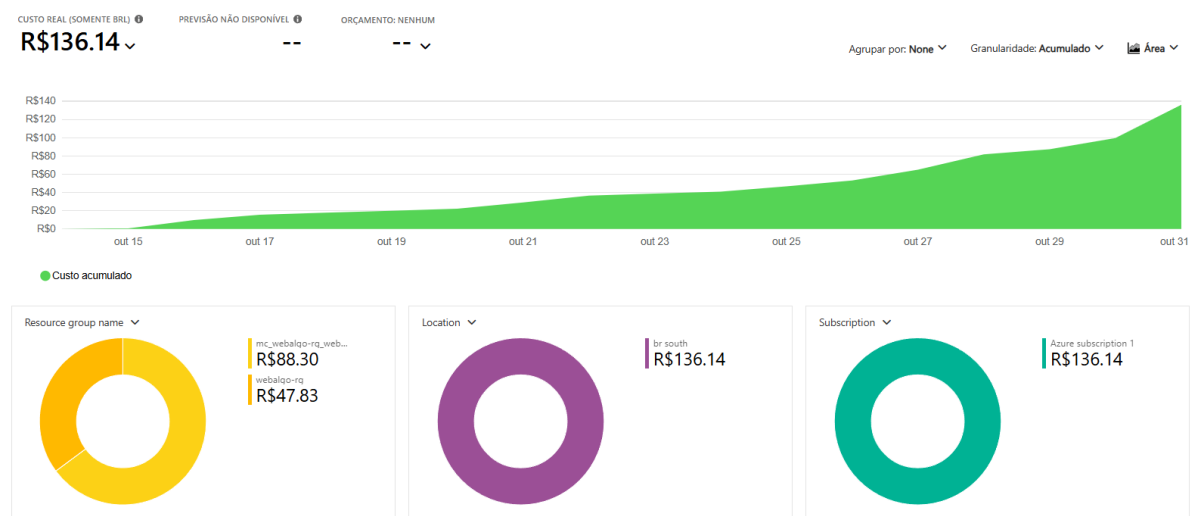 CUSTO REAL (SOMENTE BRL)
R$136.14
PREVISÃO NÃO DISPONÍVEL
--
ORÇAMENTO: NENHUM
--
Agrupar por: None
Granularidade: Acumulado
Área
R$140
R$120
R$100
R$80
R$60
R$40
R$20
R$0
out 15
out 17
out 19
out 21
out 23
out 25
out 27
out 29
out 31
Custo acumulado
Resource group name
mc_webalqo-rq_web...
R$88.30
webalqo-rq
R$47.83
Location
br south
R$136.14
Subscription
Azure subscription 1
R$136.14